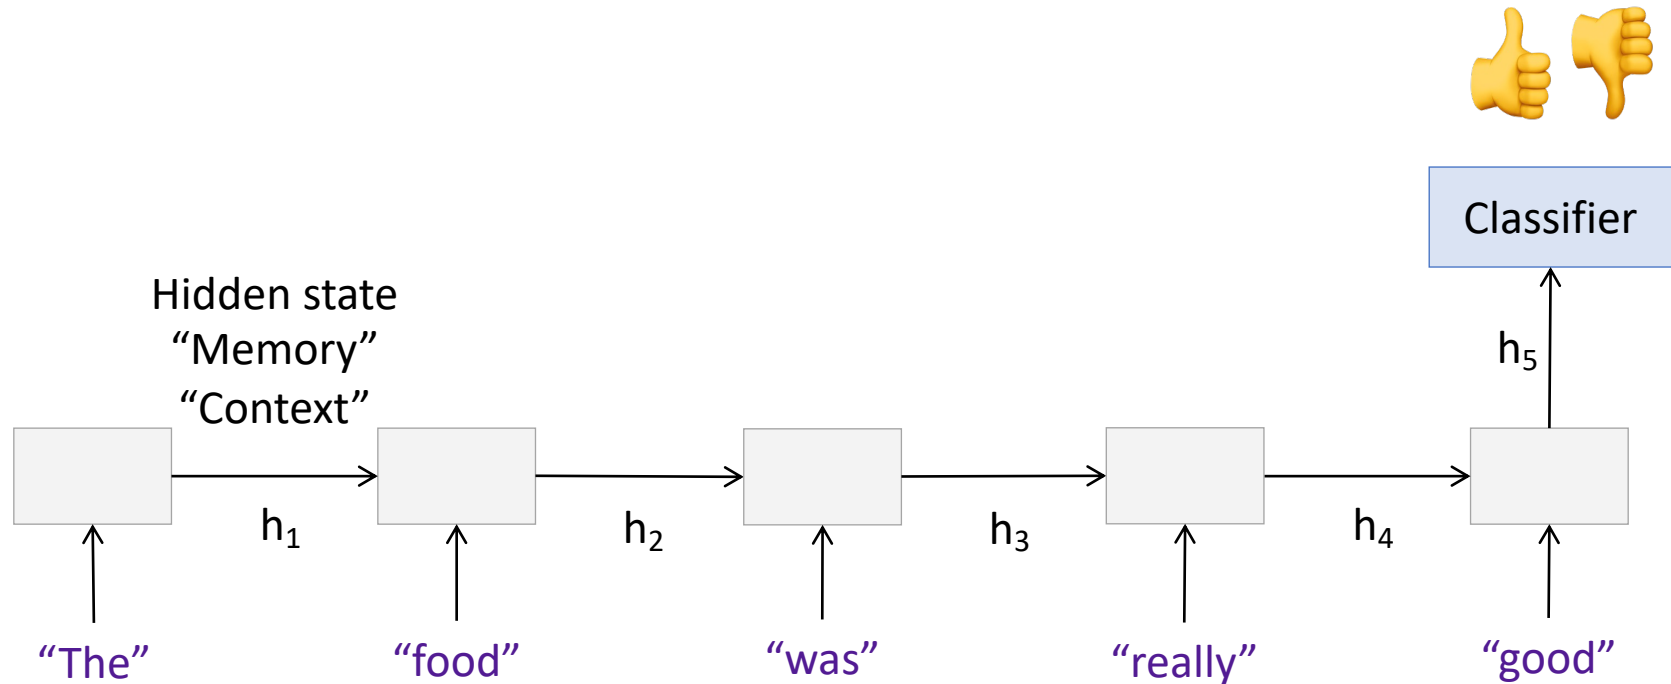 Classifier
Hidden state
“Memory”
“Context”
h₅
h₁
h₂
h₃
h₄
“The”
“food”
“was”
“really”
“good”